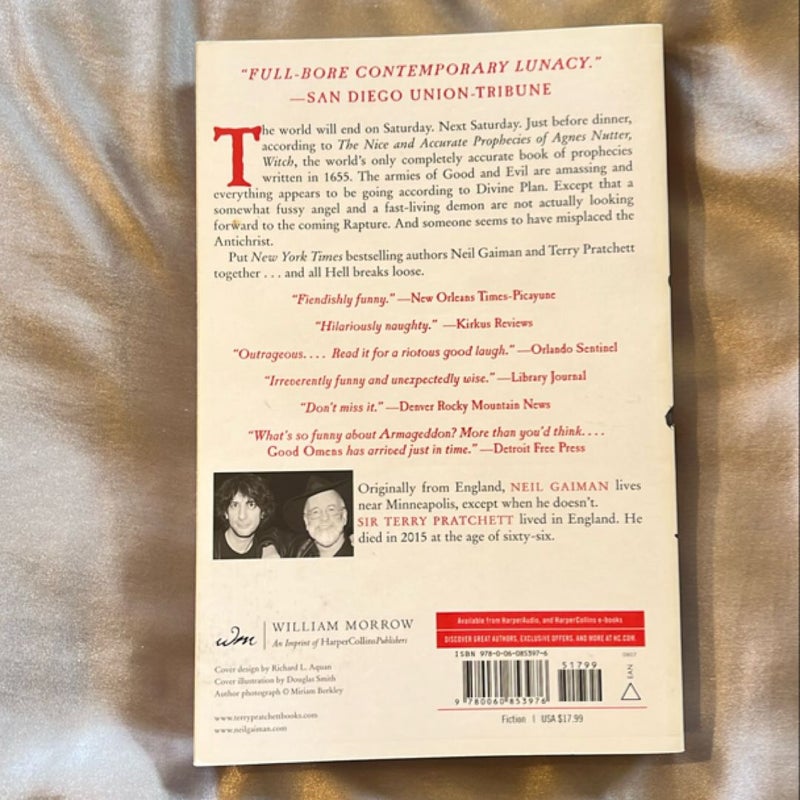 "FULL-BORE CONTEMPORARY LUNACY."
—SAN DIEGO UNION-TRIBUNE
The world will end on Saturday. Next Saturday. Just before dinner,
according to The Nice and Accurate Prophecies of Agnes Nutter,
Witch, the world's only completely accurate book of prophecies
written in 1655. The armies of Good and Evil are amassing and
everything appears to be going according to Divine Plan. Except that a
somewhat fussy angel and a fast-living demon are not actually looking
forward to the coming Rapture. And someone seems to have misplaced the
Antichrist.
Put New York Times bestselling authors Neil Gaiman and Terry Pratchett
together . . . and all Hell breaks loose.
"Fiendishly funny." —New Orleans Times-Picayune
"Hilariously naughty." —Kirkus Reviews
"Outrageous.... Read it for a riotous good laugh." —Orlando Sentinel
"Irreverently funny and unexpectedly wise." —Library Journal
"Don't miss it." —Denver Rocky Mountain News
"What's so funny about Armageddon? More than you'd think....
Good Omens has arrived just in time." —Detroit Free Press
Originally from England, NEIL GAIMAN lives
near Minneapolis, except when he doesn't.
SIR TERRY PRATCHETT lived in England. He
died in 2015 at the age of sixty-six.
wm
WILLIAM MORROW
An Imprint of HarperCollinsPublishers
Cover design by Richard L. Aquan
Cover illustration by Douglas Smith
Author photograph © Miriam Berkley
www.terrypratchettbooks.com
www.neilgaiman.com
Available from HarperAudio, and HarperCollins e-books
DISCOVER GREAT AUTHORS, EXCLUSIVE OFFERS, AND MORE AT HC.COM.
ISBN 978-0-06-085397-6
0807
51799
EAN
9 780060 853976
Fiction | USA $17.99